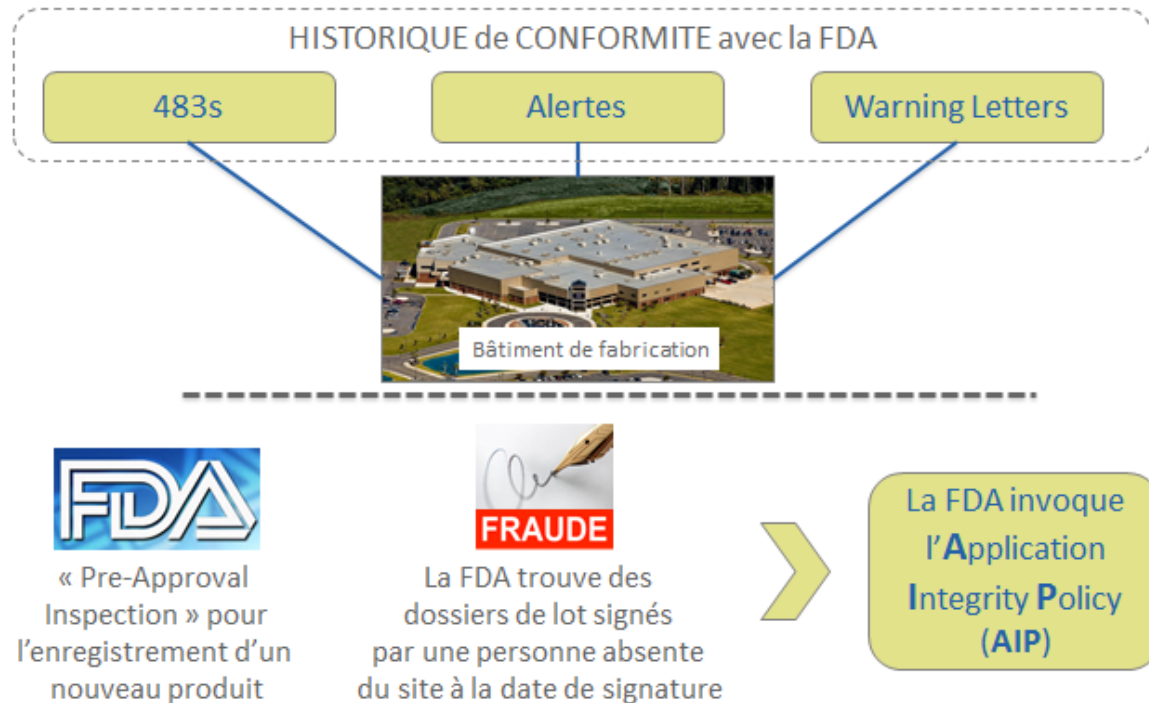 HISTORIQUE de CONFORMITE avec la FDA
483s
Alertes
Warning Letters
Bâtiment de fabrication
FDA
« Pre-Approval
Inspection » pour
l'enregistrement d'un
nouveau produit
FRAUDE
La FDA trouve des
dossiers de lot signés
par une personne absente
du site à la date de signature
La FDA invoque
l'Application
Integrity Policy
(AIP)